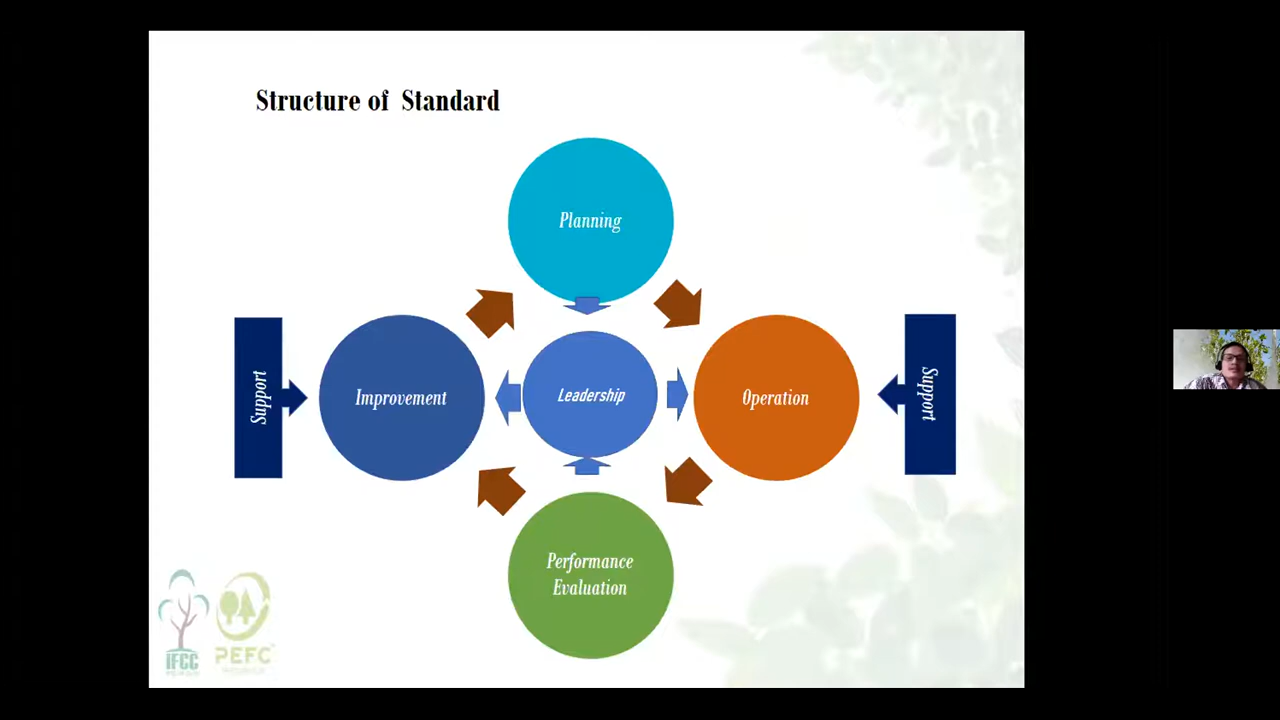 Structure of Standard
Planning
Support
Improvement
Leadership
Operation
Support
Performance
Evaluation
IFCC
PEFC